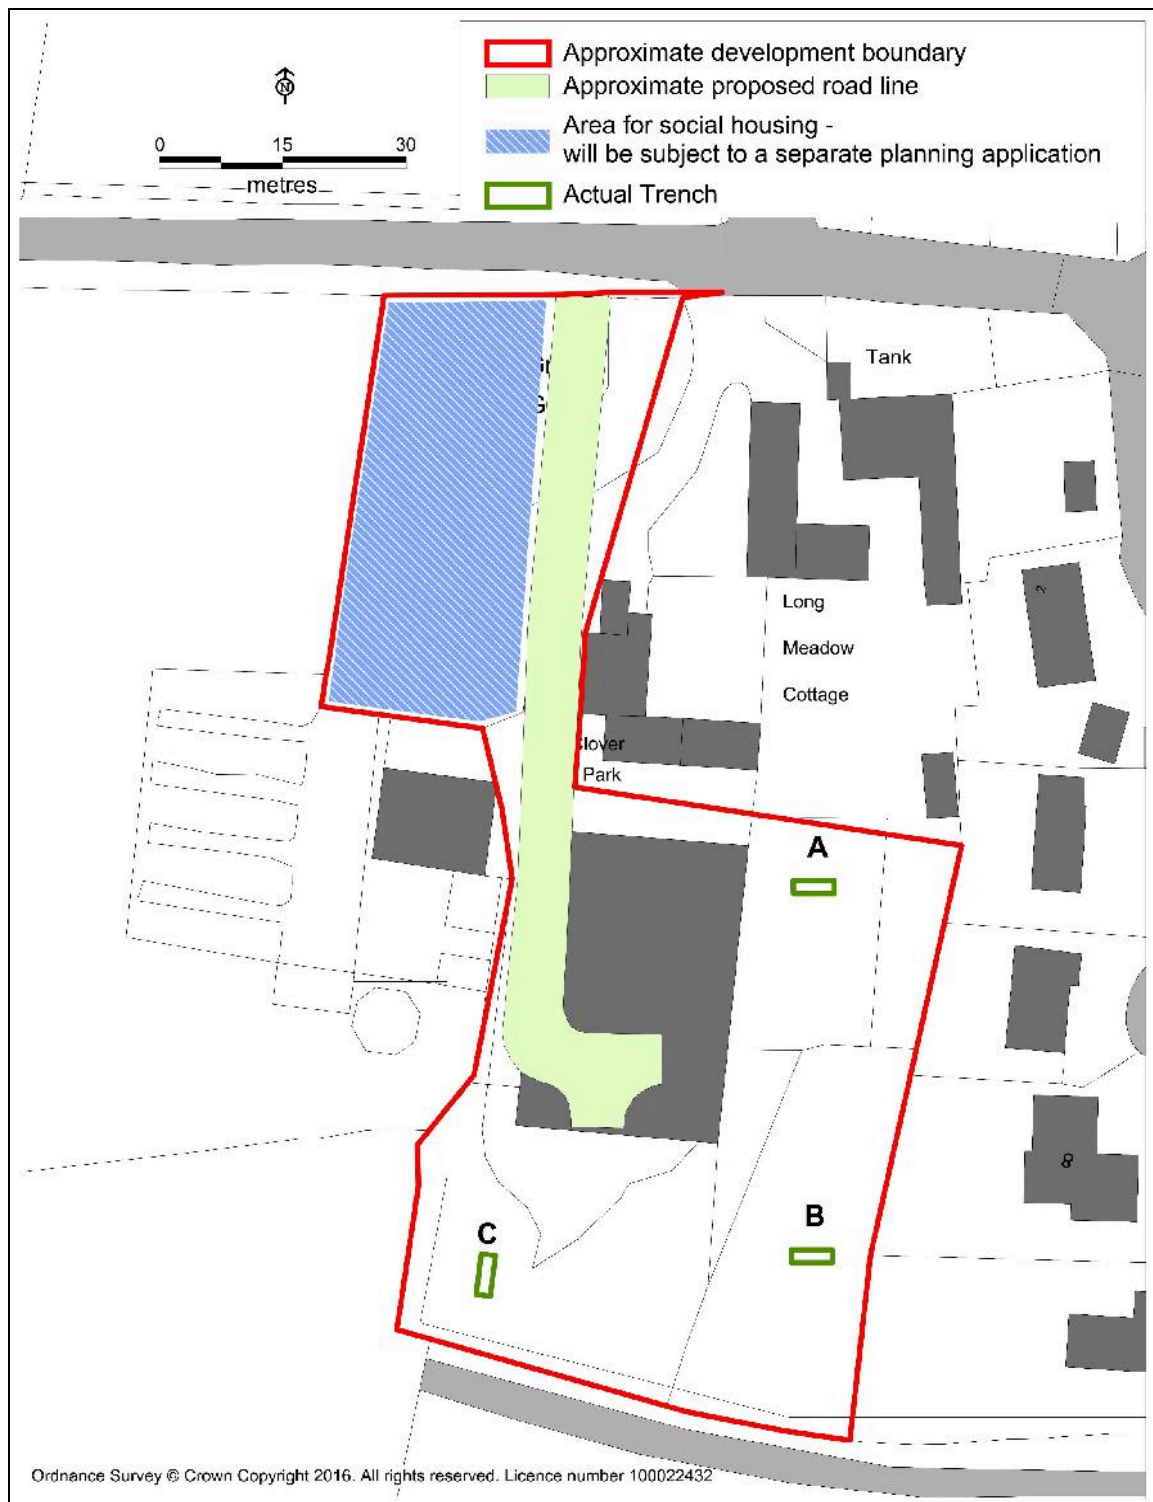 Approximate development boundary
Approximate proposed road line
Area for social housing -
will be subject to a separate planning application
Actual Trench
N
0 15 30
metres
Tank
2
Long
Meadow
Cottage
Park
A
8
B
C
Ordnance Survey © Crown Copyright 2016. All rights reserved. Licence number 100022432